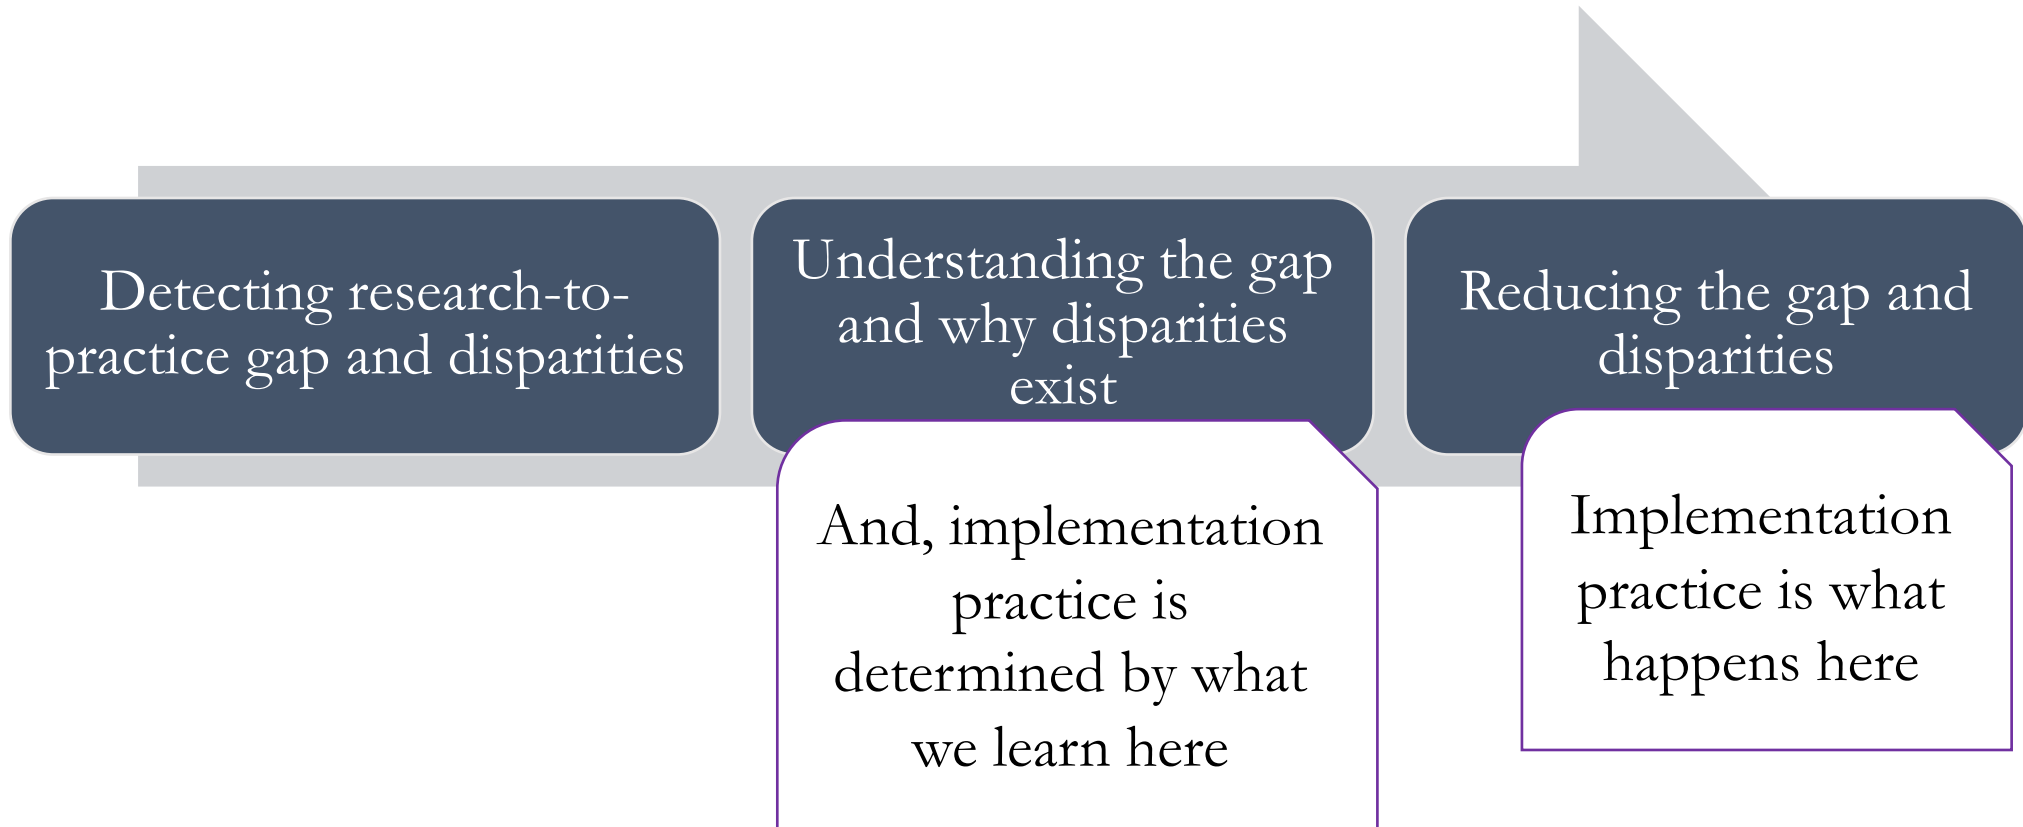 Detecting research-to-
practice gap and disparities
Understanding the gap
and why disparities
exist
Reducing the gap and
disparities
And, implementation
practice is
determined by what
we learn here
Implementation
practice is what
happens here